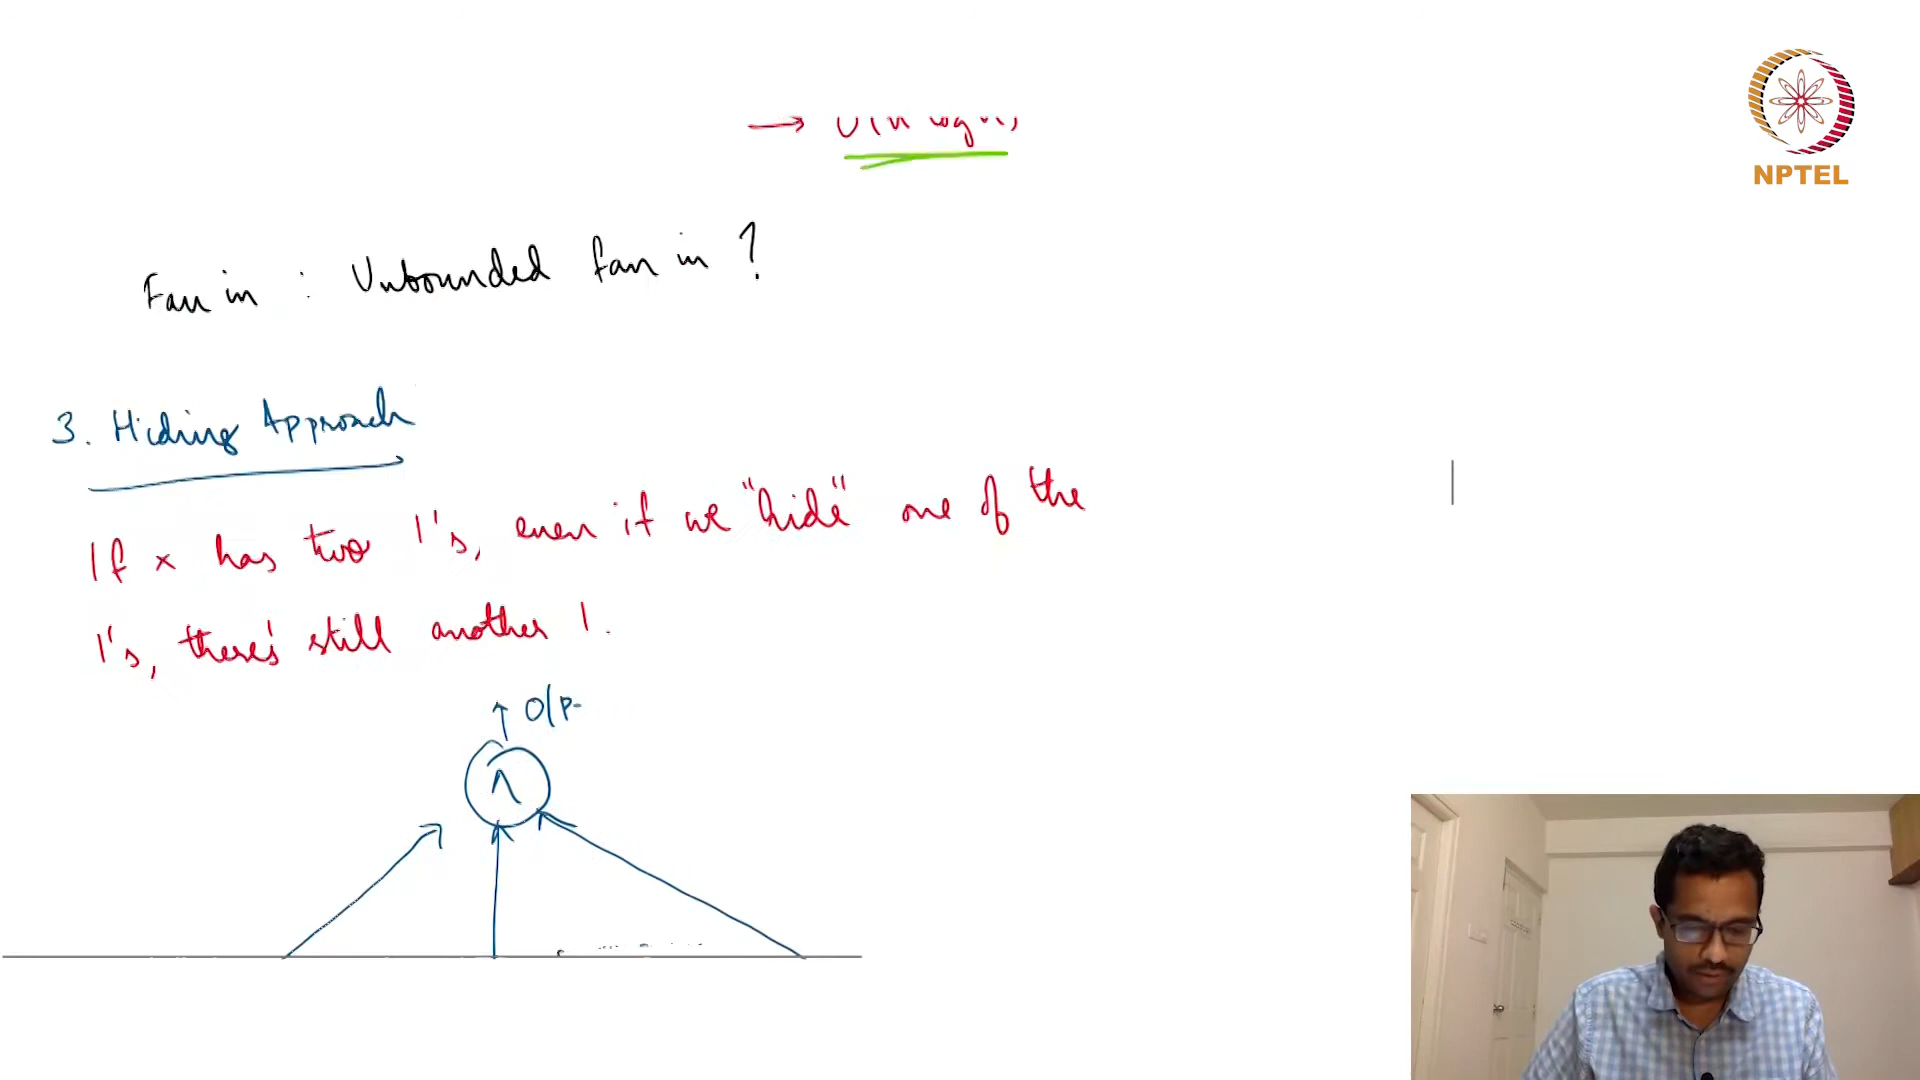 →
NPTEL
Fan in : Unbounded fan in ?
3. Hiding Approach
If x has two 1's, even if we "hide" one of the
1's, there's still another 1.
↑ O/P
∧